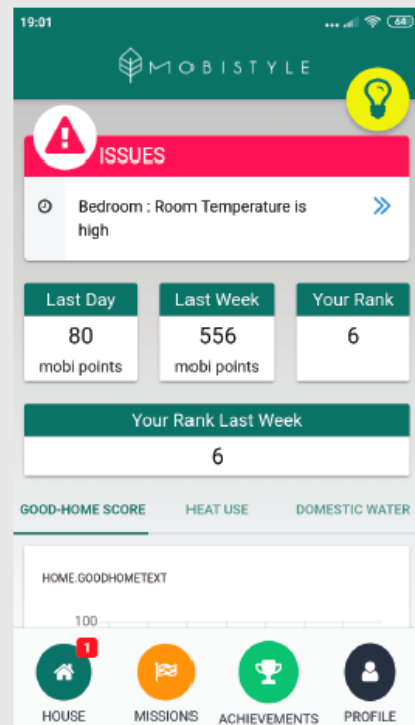 19:01
64
MOBISTYLE
ISSUES
Bedroom : Room Temperature is
high
Last Day
Last Week
Your Rank
80
556
6
mobi points
mobi points
Your Rank Last Week
6
GOOD-HOME SCORE
HEAT USE
DOMESTIC WATER
HOME.GOODHOMETEXT
100
1
HOUSE
MISSIONS
ACHIEVEMENTS
PROFILE